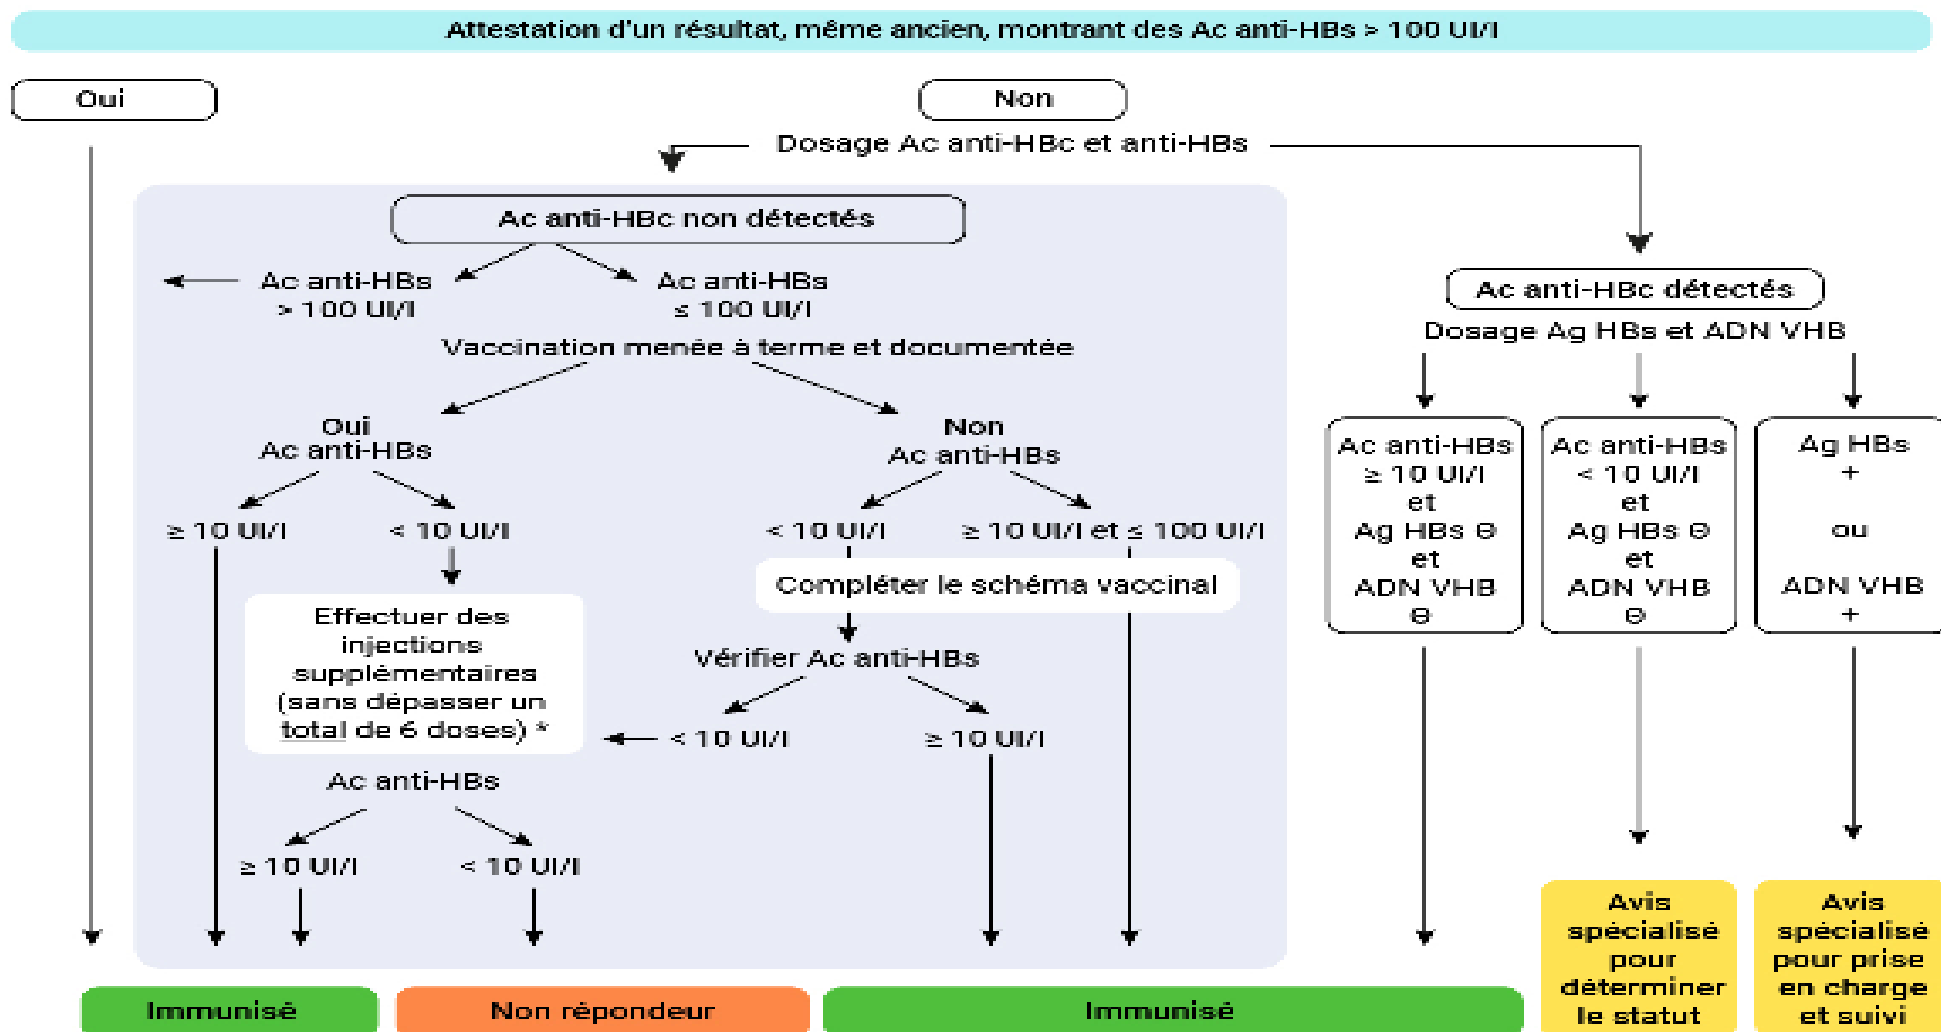 Attestation d'un résultat, même ancien, montrant des Ac anti-HBs > 100 UI/l
Oui
Non
Dosage Ac anti-HBc et anti-HBs
Ac anti-HBc non détectés
Ac anti-HBs
> 100 UI/l
Ac anti-HBs
≤ 100 UI/l
Vaccination menée à terme et documentée
Oui
Ac anti-HBs
Non
Ac anti-HBs
≥ 10 UI/l
< 10 UI/l
< 10 UI/l
≥ 10 UI/l et ≤ 100 UI/l
Compléter le schéma vaccinal
Effectuer des
injections
supplémentaires
(sans dépasser un
total de 6 doses) *
Vérifier Ac anti-HBs
< 10 UI/l
≥ 10 UI/l
Ac anti-HBs
≥ 10 UI/l
< 10 UI/l
Ac anti-HBc détectés
Dosage Ag HBs et ADN VHB
Ac anti-HBs
≥ 10 UI/l
et
Ag HBs Θ
et
ADN VHB
Θ
Ac anti-HBs
< 10 UI/l
et
Ag HBs Θ
et
ADN VHB
Θ
Ag HBs
+
ou
ADN VHB
+
Immunisé
Non répondeur
Immunisé
Avis
spécialisé
pour
déterminer
le statut
Avis
spécialisé
pour prise
en charge
et suivi